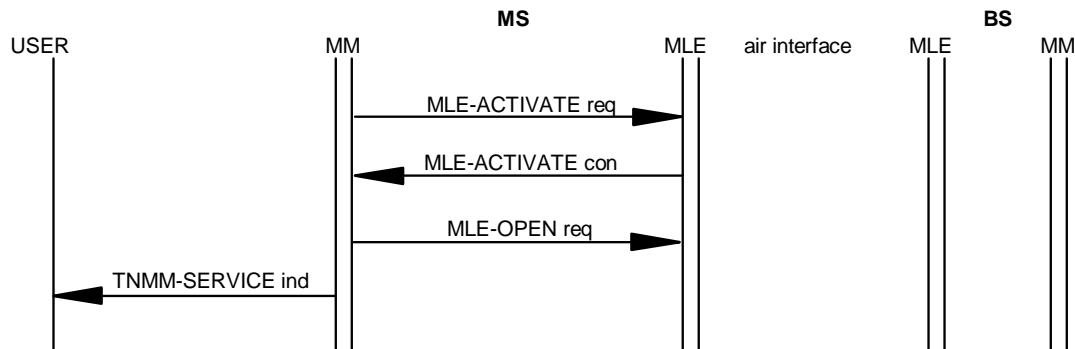 MS BS
USER MM MLE air interface MLE MM
MLE-ACTIVATE req
MLE-ACTIVATE con
MLE-OPEN req
TNMM-SERVICE ind